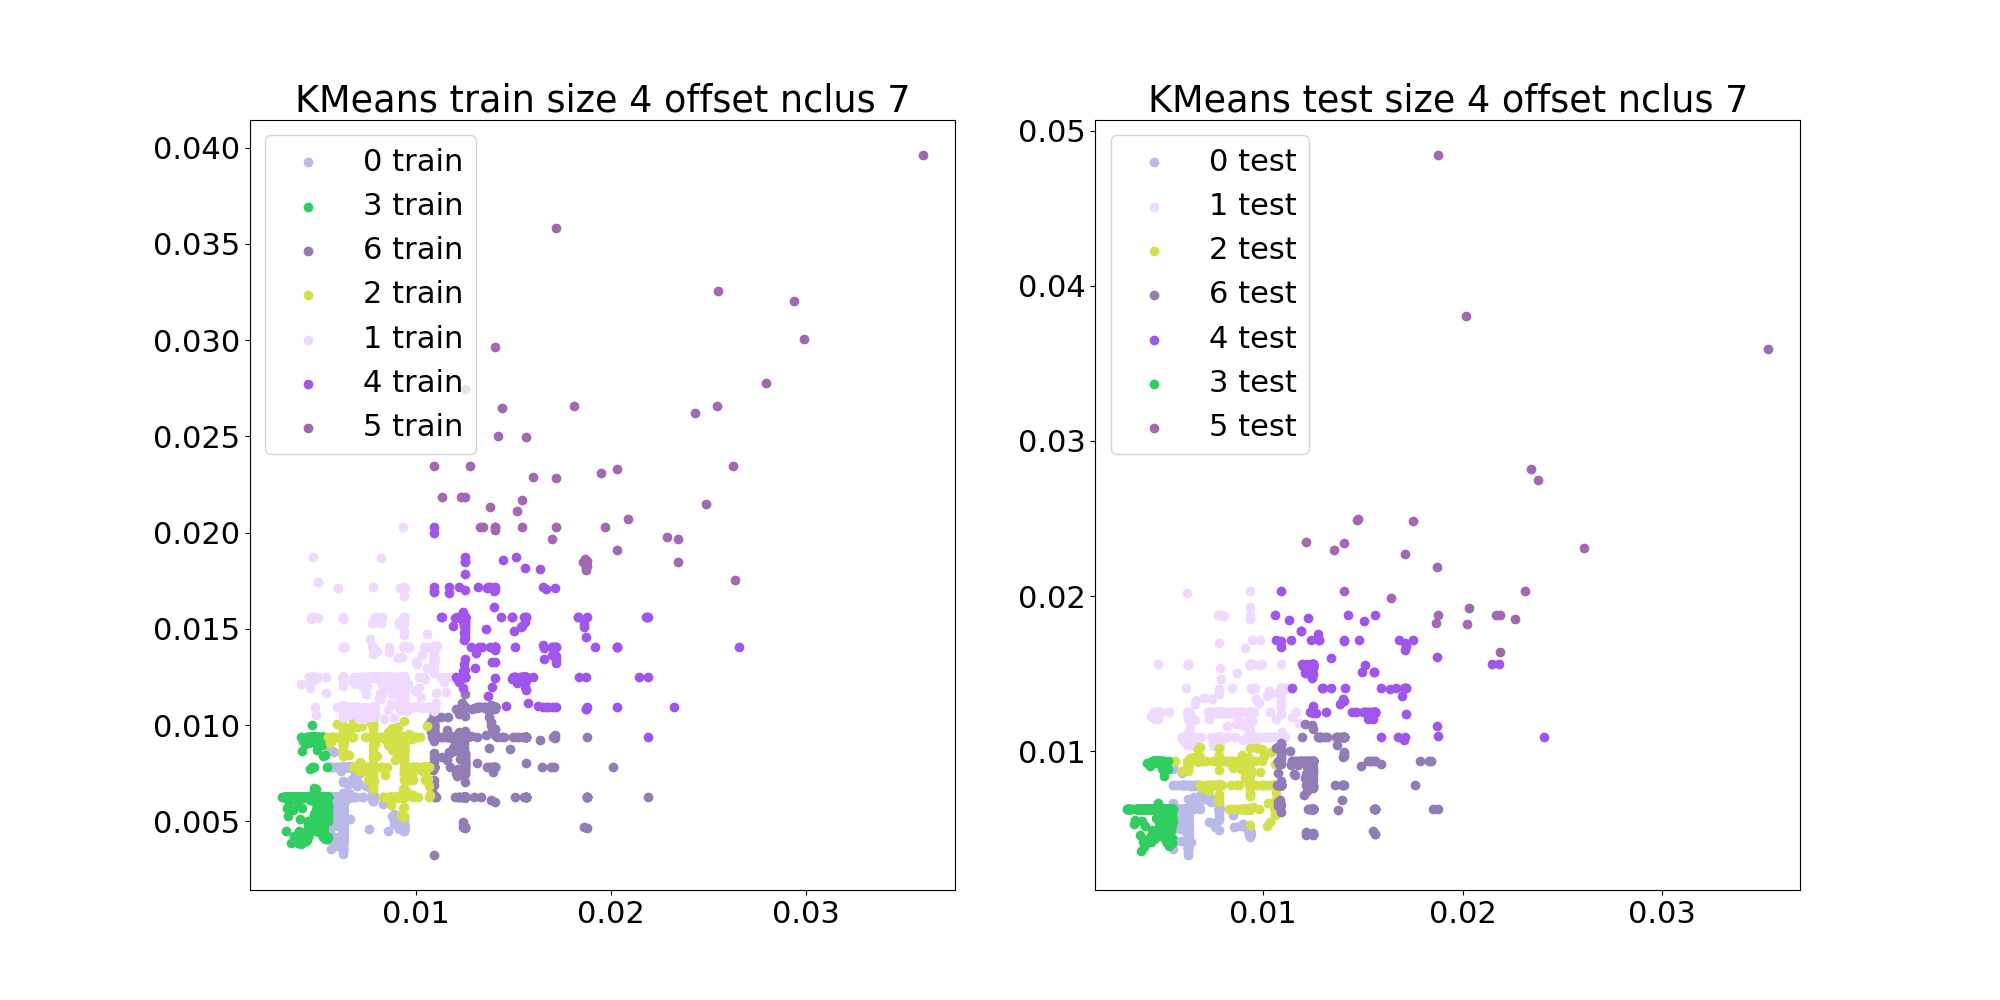 KMeans train size 4 offset nclus 7
0.040
0.035
0.030
0.025
0.020
0.015
0.010
0.005
0 train
3 train
6 train
2 train
1 train
4 train
5 train
0.01 0.02 0.03
KMeans test size 4 offset nclus 7
0.05
0.04
0.03
0.02
0.01
0 test
1 test
2 test
6 test
4 test
3 test
5 test
0.01 0.02 0.03